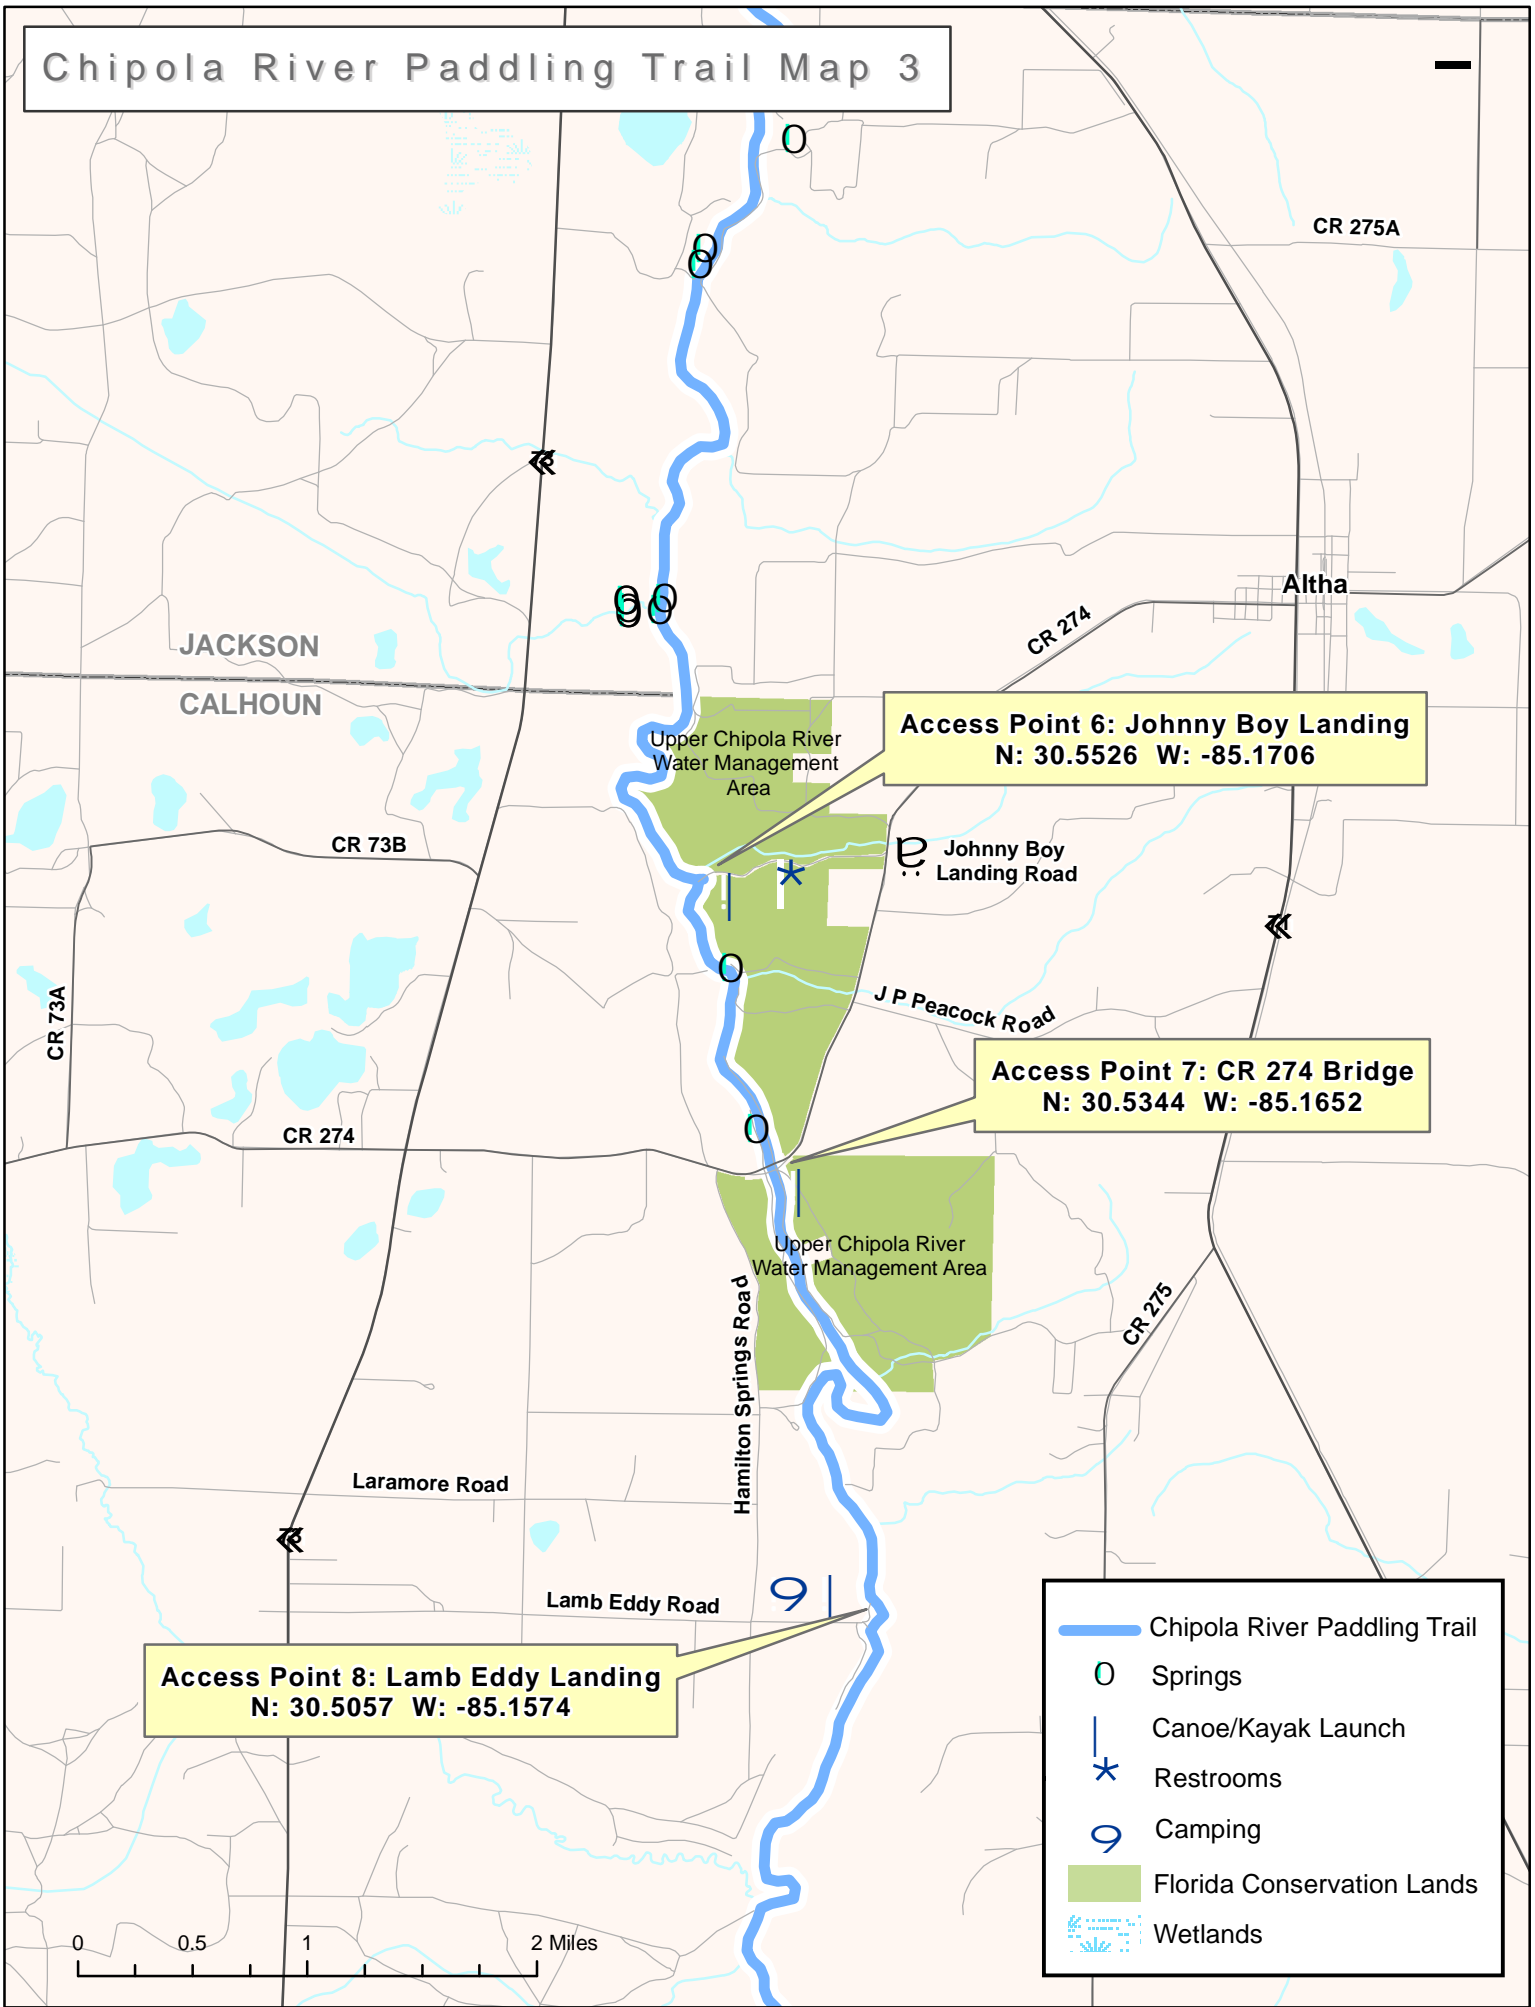 Chipola River Paddling Trail Map 3
CR 275A
Altha
CR 274
JACKSON
CALHOUN
Upper Chipola River
Water Management
Area
Access Point 6: Johnny Boy Landing
N: 30.5526 W: -85.1706
CR 73B
Johnny Boy
Landing Road
CR 73A
J P Peacock Road
Access Point 7: CR 274 Bridge
N: 30.5344 W: -85.1652
CR 274
Upper Chipola River
Water Management Area
Hamilton Springs Road
CR 275
Laramore Road
Lamb Eddy Road
Access Point 8: Lamb Eddy Landing
N: 30.5057 W: -85.1574
Chipola River Paddling Trail
Springs
Canoe/Kayak Launch
Restrooms
Camping
Florida Conservation Lands
Wetlands
0 0.5 1 2 Miles